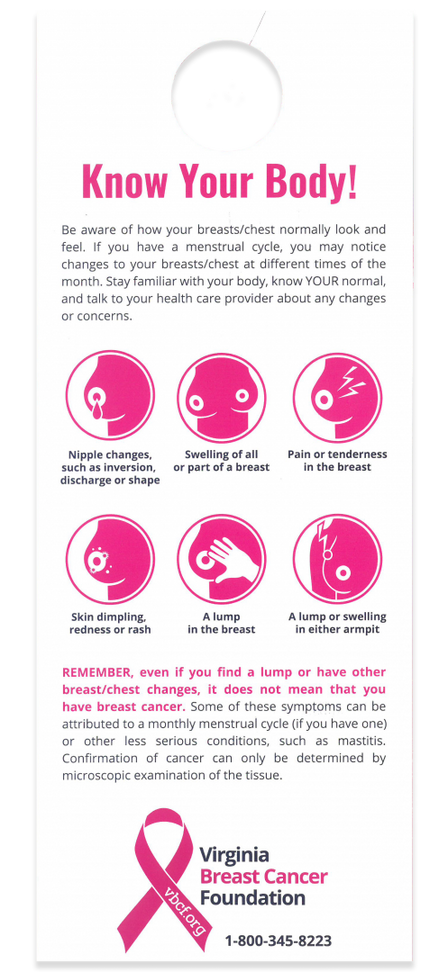 Know Your Body!
Be aware of how your breasts/chest normally look and
feel. If you have a menstrual cycle, you may notice
changes to your breasts/chest at different times of the
month. Stay familiar with your body, know YOUR normal,
and talk to your health care provider about any changes
or concerns.
Nipple changes,
such as inversion,
discharge or shape
Swelling of all
or part of a breast
Pain or tenderness
in the breast
Skin dimpling,
redness or rash
A lump
in the breast
A lump or swelling
in either armpit
REMEMBER, even if you find a lump or have other
breast/chest changes, it does not mean that you
have breast cancer. Some of these symptoms can be
attributed to a monthly menstrual cycle (if you have one)
or other less serious conditions, such as mastitis.
Confirmation of cancer can only be determined by
microscopic examination of the tissue.
vbcf.org
Virginia
Breast Cancer
Foundation
1-800-345-8223